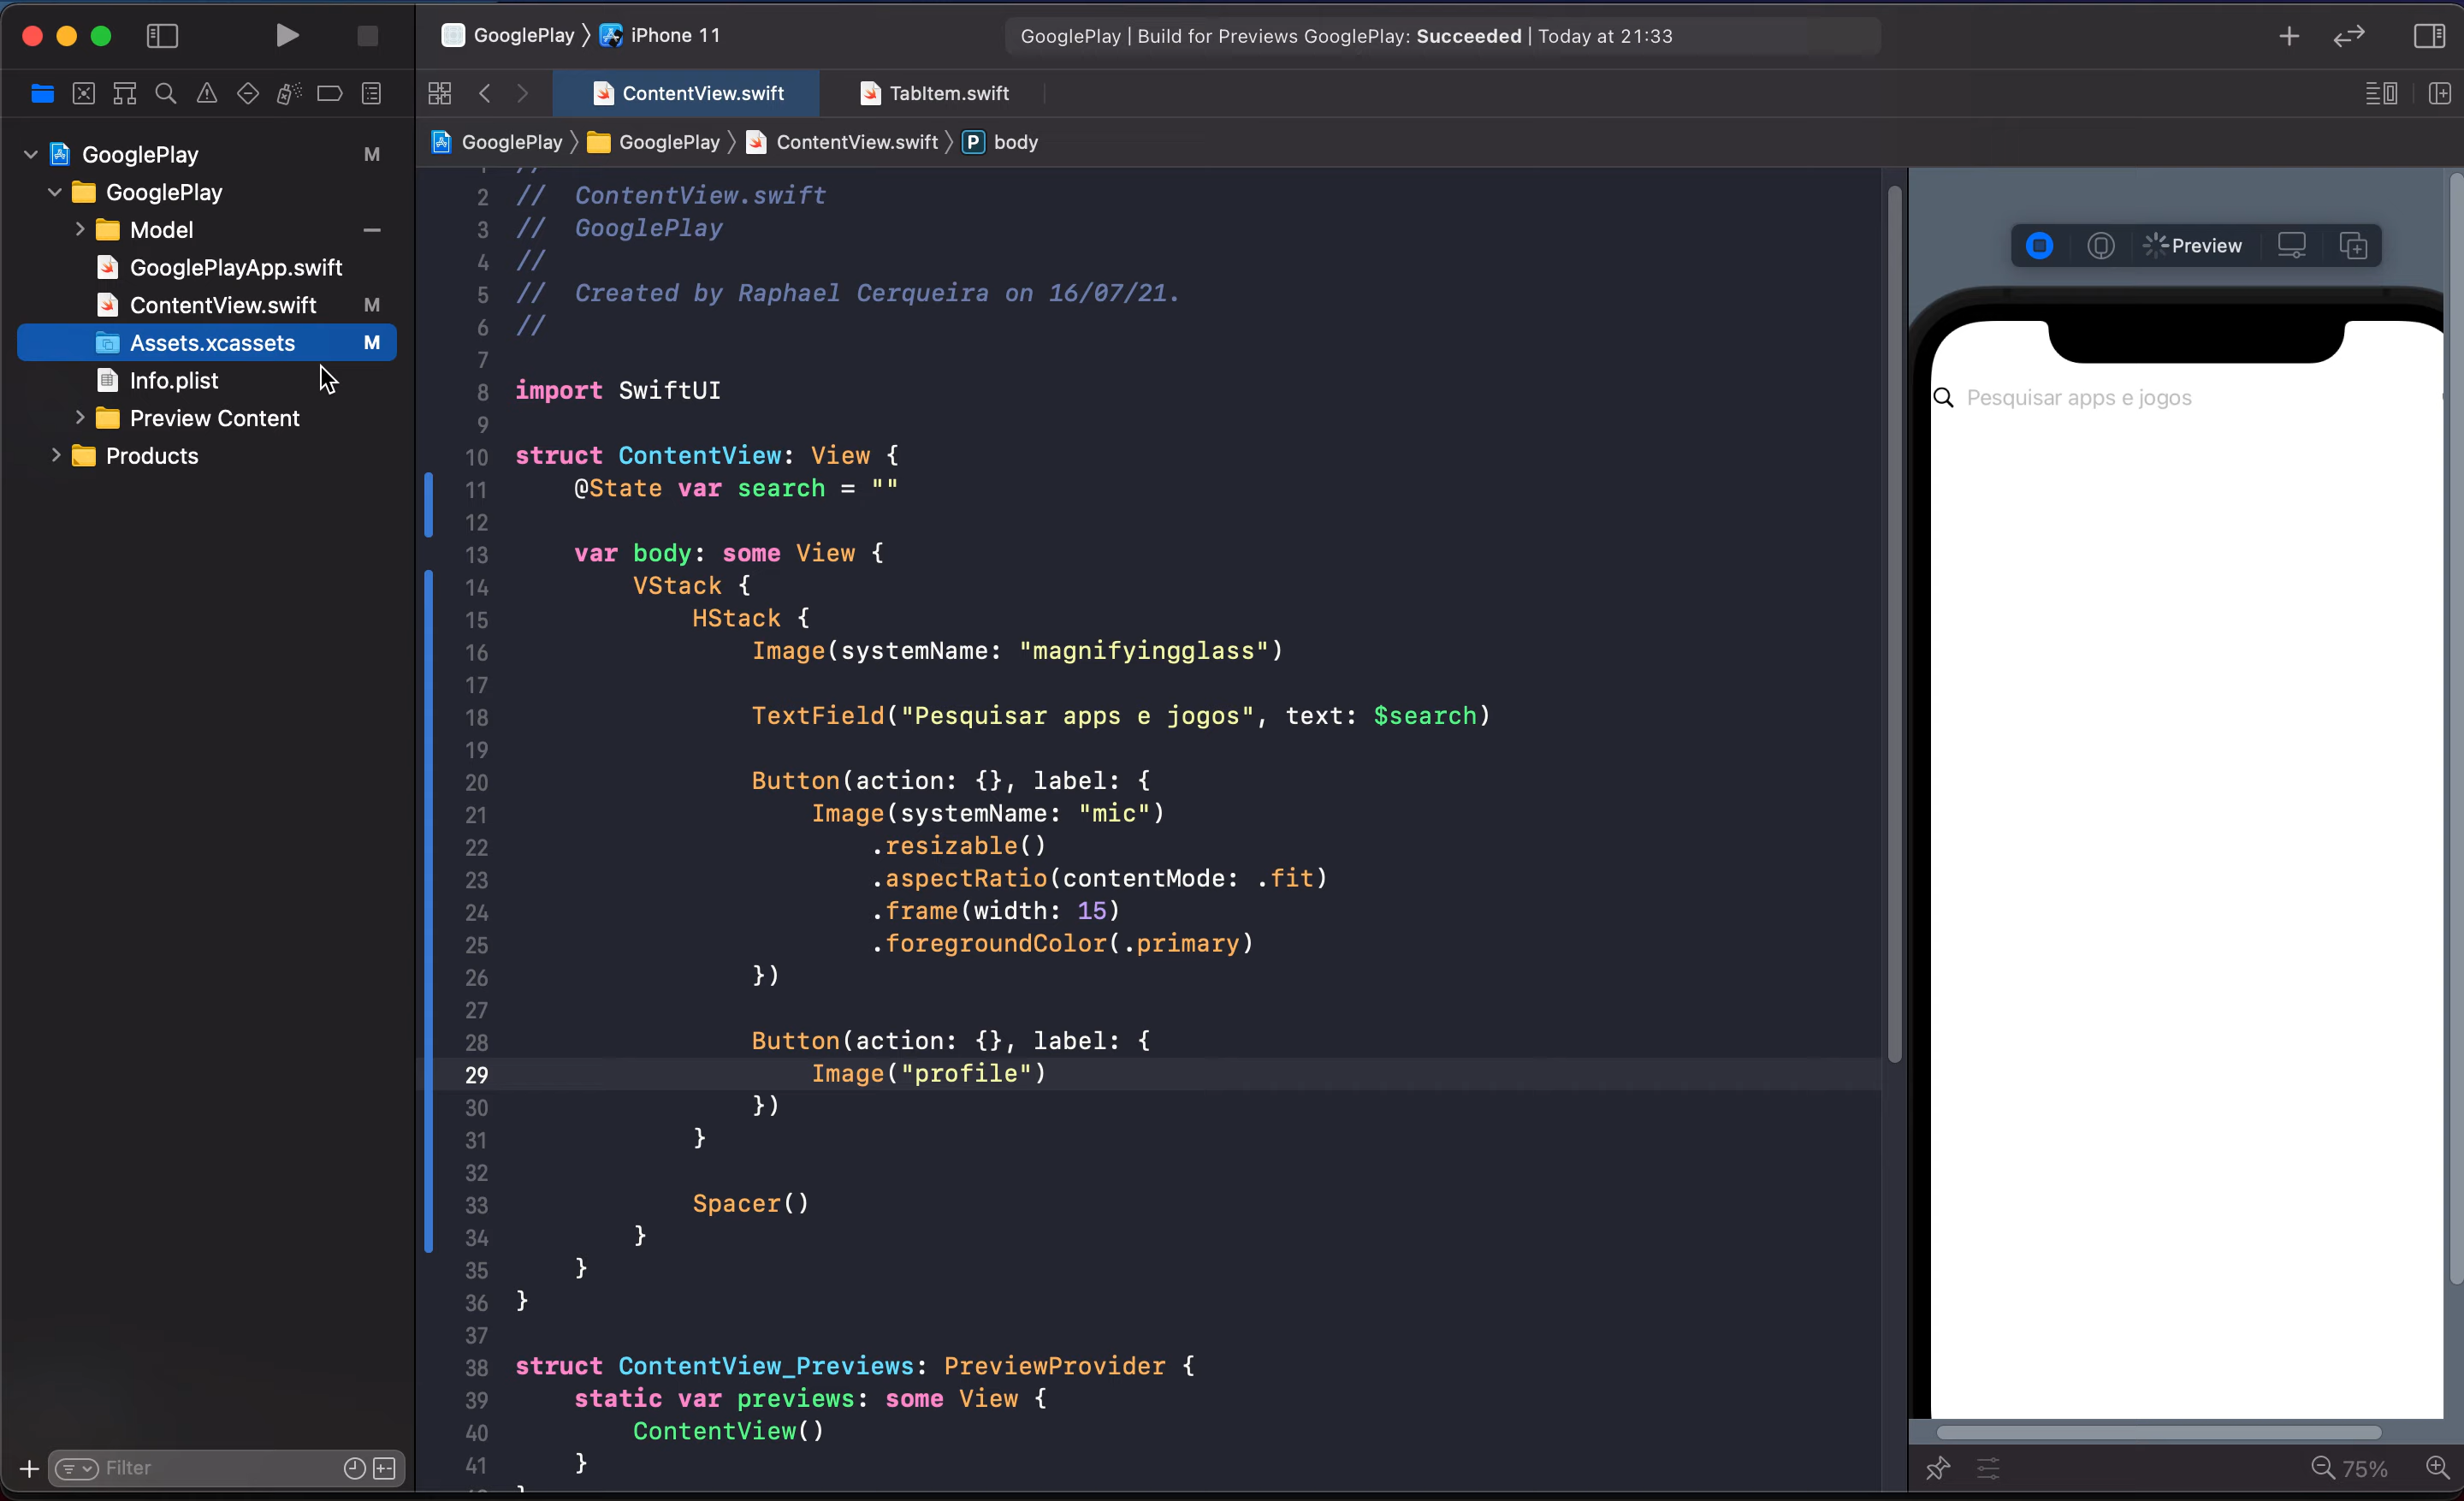 GooglePlay 〉 iPhone 11
GooglePlay | Build for Previews GooglePlay: Succeeded | Today at 21:33
ContentView.swift
TabItem.swift
GooglePlay 〉 GooglePlay 〉 ContentView.swift 〉 P body
GooglePlay M
GooglePlay
Model
GooglePlayApp.swift
ContentView.swift M
Assets.xcassets M
Info.plist
Preview Content
Products
Filter
2 //  ContentView.swift
3 //  GooglePlay
4 //
5 //  Created by Raphael Cerqueira on 16/07/21.
6 //
7
8 import SwiftUI
9
10 struct ContentView: View {
11     @State var search = ""
12
13     var body: some View {
14         VStack {
15             HStack {
16                 Image(systemName: "magnifyingglass")
17
18                 TextField("Pesquisar apps e jogos", text: $search)
19
20                 Button(action: {}, label: {
21                     Image(systemName: "mic")
22                         .resizable()
23                         .aspectRatio(contentMode: .fit)
24                         .frame(width: 15)
25                         .foregroundColor(.primary)
26                 })
27
28                 Button(action: {}, label: {
29                     Image("profile")
30                 })
31             }
32
33             Spacer()
34         }
35     }
36 }
37
38 struct ContentView_Previews: PreviewProvider {
39     static var previews: some View {
40         ContentView()
41     }
Preview
Pesquisar apps e jogos
75%